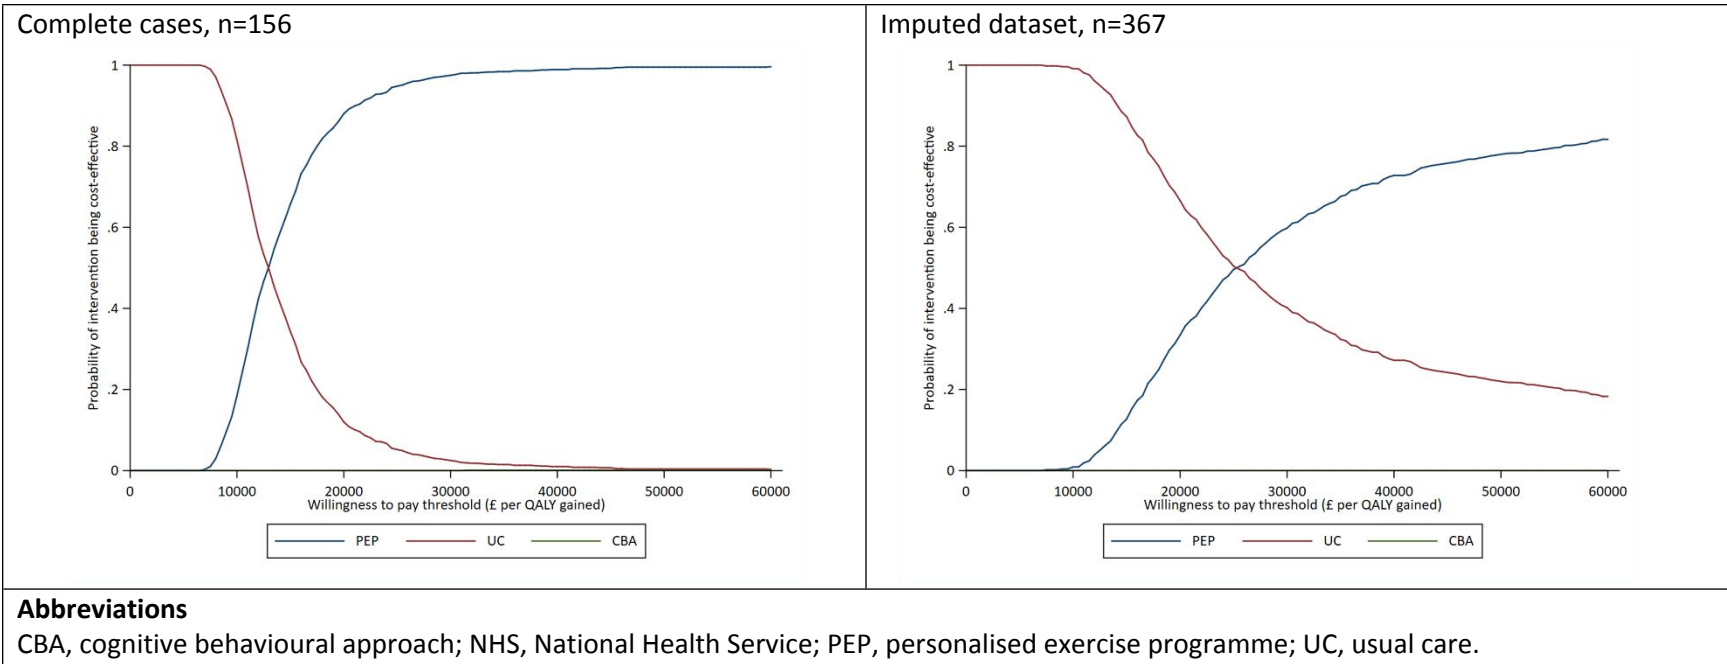 Complete cases, n=156
Probability of intervention being cost-effective
1
.8
.6
.4
.2
0
0 10000 20000 30000 40000 50000 60000
Willingness to pay threshold (£ per QALY gained)
PEP UC CBA
Imputed dataset, n=367
Probability of intervention being cost-effective
1
.8
.6
.4
.2
0
0 10000 20000 30000 40000 50000 60000
Willingness to pay threshold (£ per QALY gained)
PEP UC CBA
Abbreviations
CBA, cognitive behavioural approach; NHS, National Health Service; PEP, personalised exercise programme; UC, usual care.